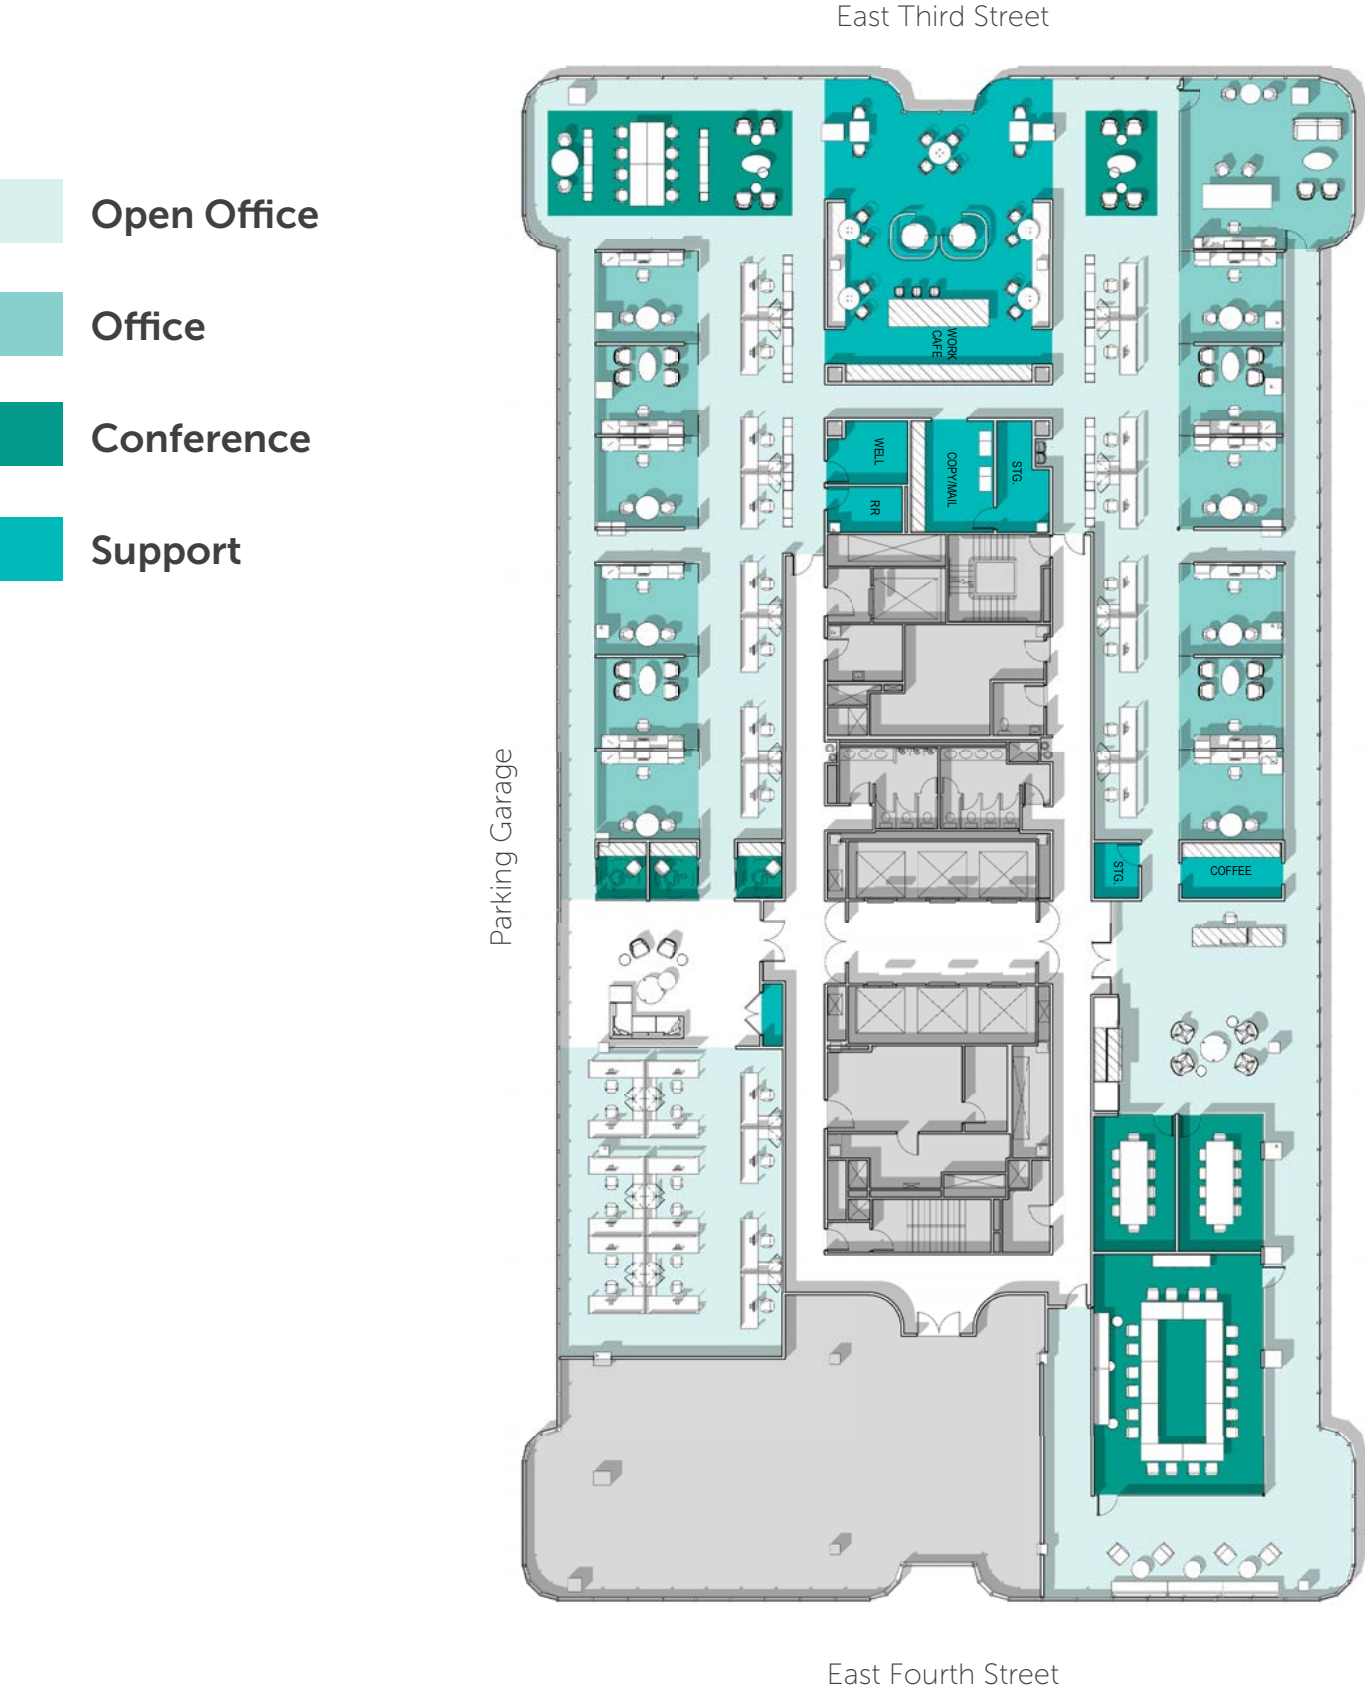 East Third Street
Open Office
Office
Conference
Support
WORK
CAFE
WELL
RR
COPY/MAIL
STG.
Parking Garage
STG.
COFFEE
East Fourth Street